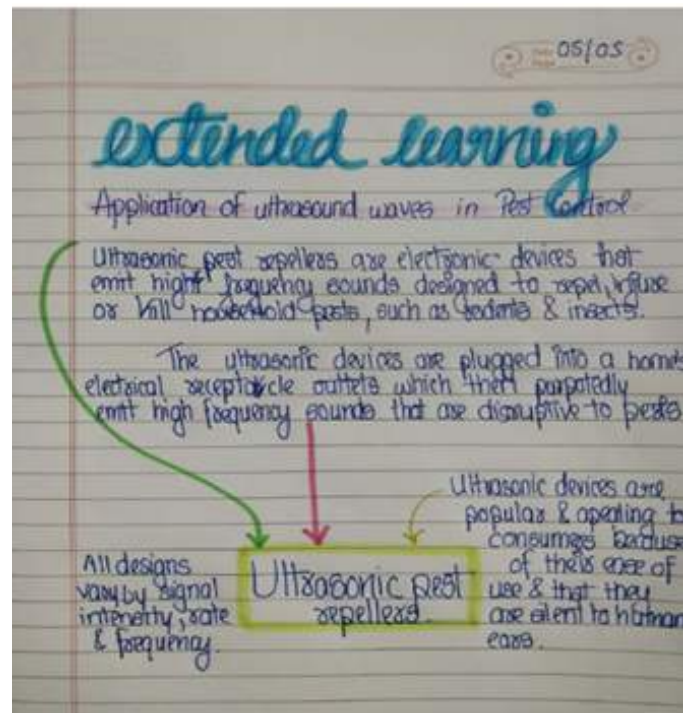 05/05
extended learning
Application of ultrasound waves in Pest Control
Ultrasonic pest repellers are electronic devices that
emit high frequency sounds designed to repel, injure
or kill household pests, such as rodents & insects.
The ultrasonic devices are plugged into a home's
electrical receptacle outlets which then purpotedly
emit high frequency sounds that are disruptive to pests
Ultrasonic devices are
popular & apealing to
consumers because
of their ease of
use & that they
are silent to human
ears.
All designs
vary by signal
intensity, rate
& frequency.
Ultrasonic pest
repellers.